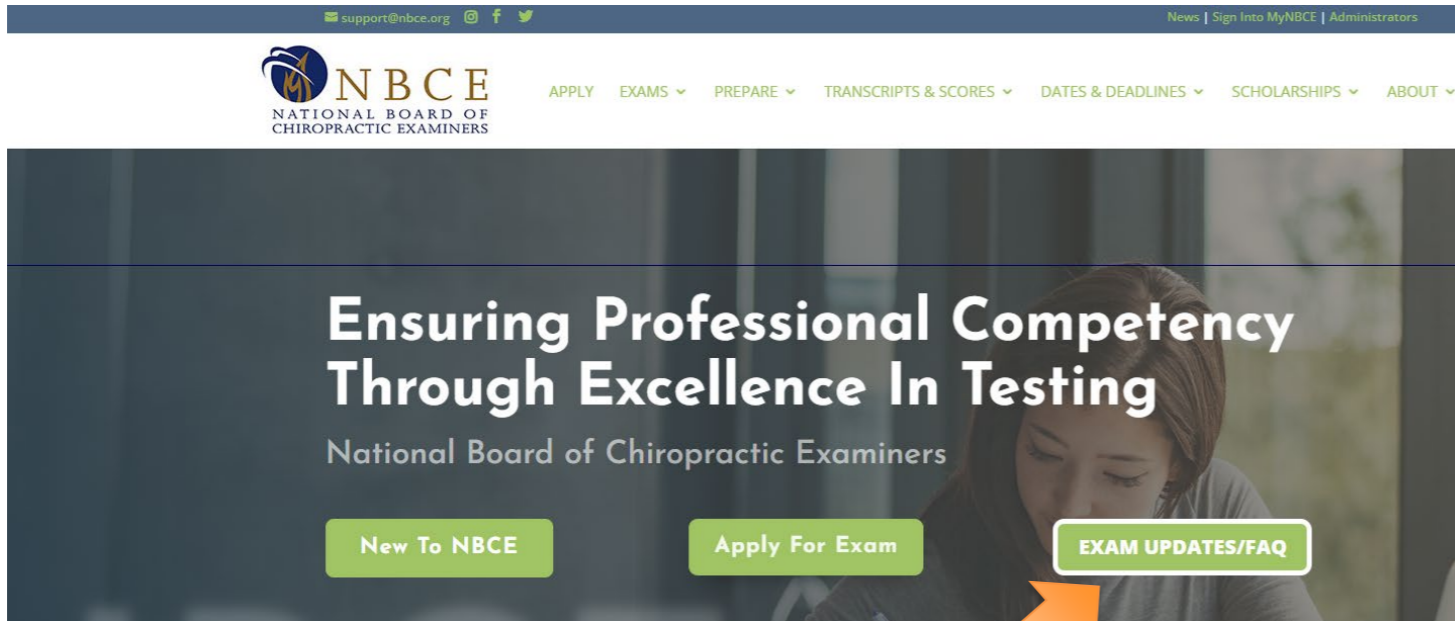 support@nbce.org
News | Sign Into MyNBCE | Administrators
NBCE
NATIONAL BOARD OF
CHIROPRACTIC EXAMINERS
APPLY EXAMS PREPARE TRANSCRIPTS & SCORES DATES & DEADLINES SCHOLARSHIPS ABOUT
Ensuring Professional Competency
Through Excellence In Testing
National Board of Chiropractic Examiners
New To NBCE
Apply For Exam
EXAM UPDATES/FAQ